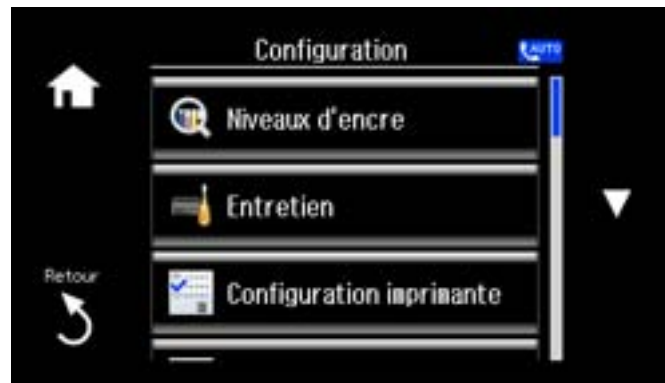 Configuration
AUTO
Niveaux d'encre
Entretien
Configuration imprimante
Retour